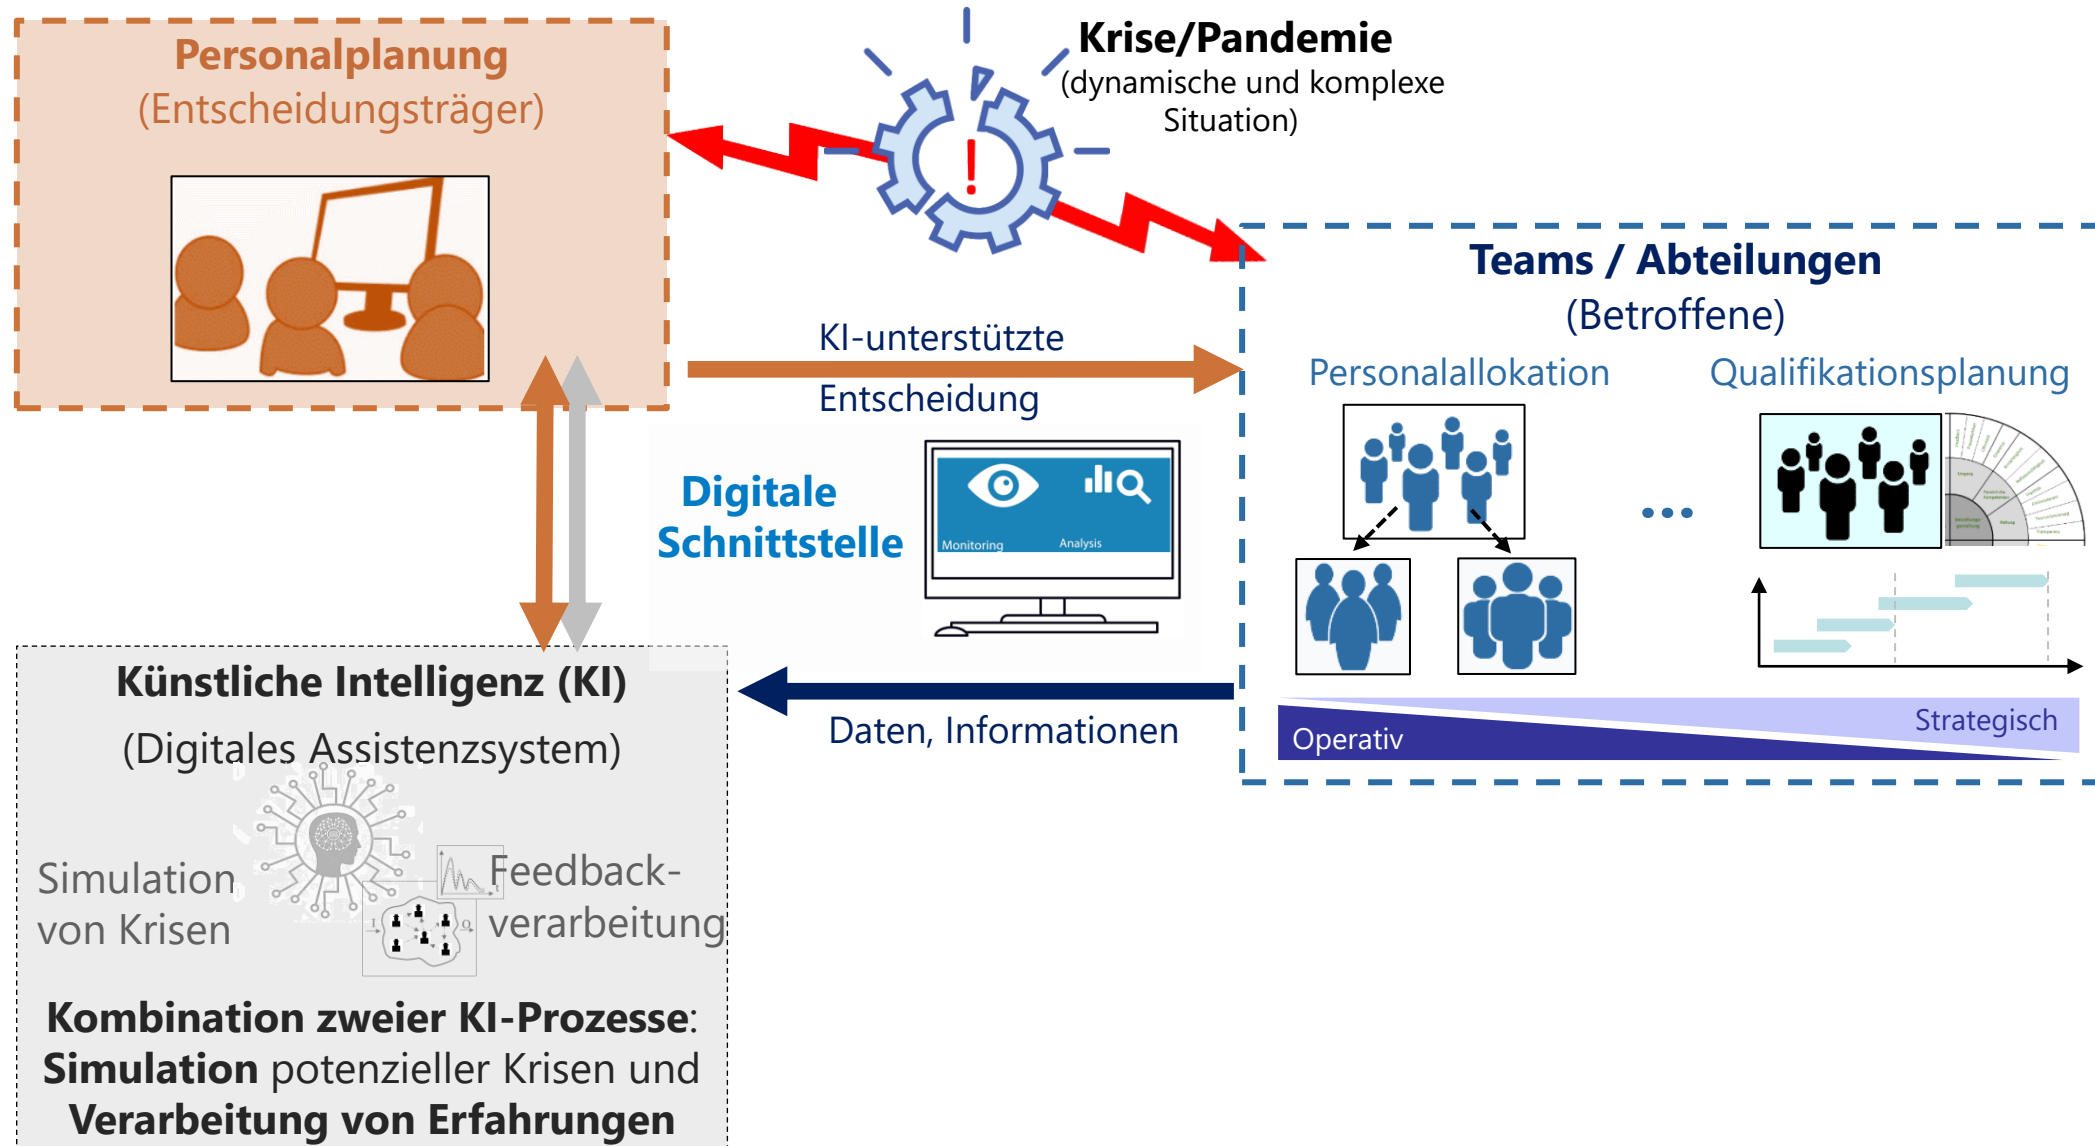 Personalplanung
(Entscheidungsträger)
Krise/Pandemie
(dynamische und komplexe
Situation)
!
Teams / Abteilungen
(Betroffene)
KI-unterstützte
Entscheidung
Personalallokation
Qualifikationsplanung
...
Digitale
Schnittstelle
Monitoring
Analysis
Daten, Informationen
Operativ
Strategisch
Künstliche Intelligenz (KI)
(Digitales Assistenzsystem)
Simulation
von Krisen
Feedback-
verarbeitung
t
I
O
Kombination zweier KI-Prozesse:
Simulation potenzieller Krisen und
Verarbeitung von Erfahrungen